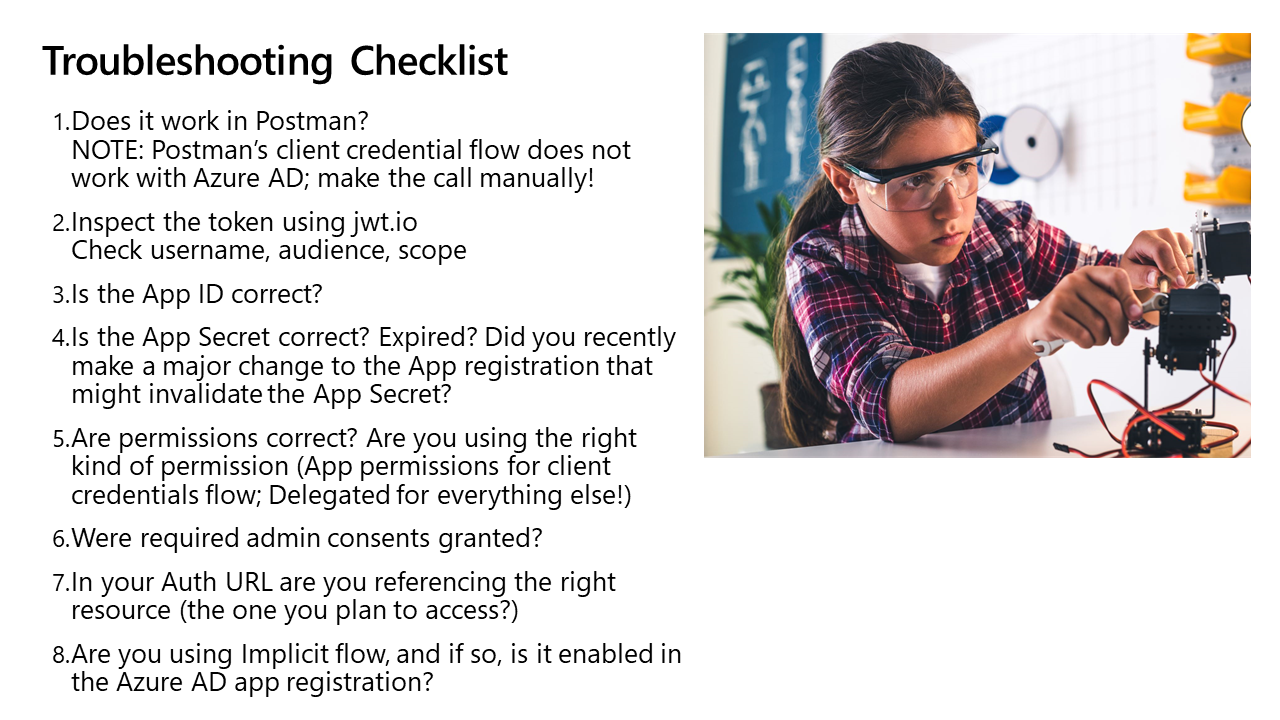 Troubleshooting Checklist
1.Does it work in Postman?
NOTE: Postman’s client credential flow does not
work with Azure AD; make the call manually!
2.Inspect the token using jwt.io
Check username, audience, scope
3.Is the App ID correct?
4.Is the App Secret correct? Expired? Did you recently
make a major change to the App registration that
might invalidate the App Secret?
5.Are permissions correct? Are you using the right
kind of permission (App permissions for client
credentials flow; Delegated for everything else!)
6.Were required admin consents granted?
7.In your Auth URL are you referencing the right
resource (the one you plan to access?)
8.Are you using Implicit flow, and if so, is it enabled in
the Azure AD app registration?